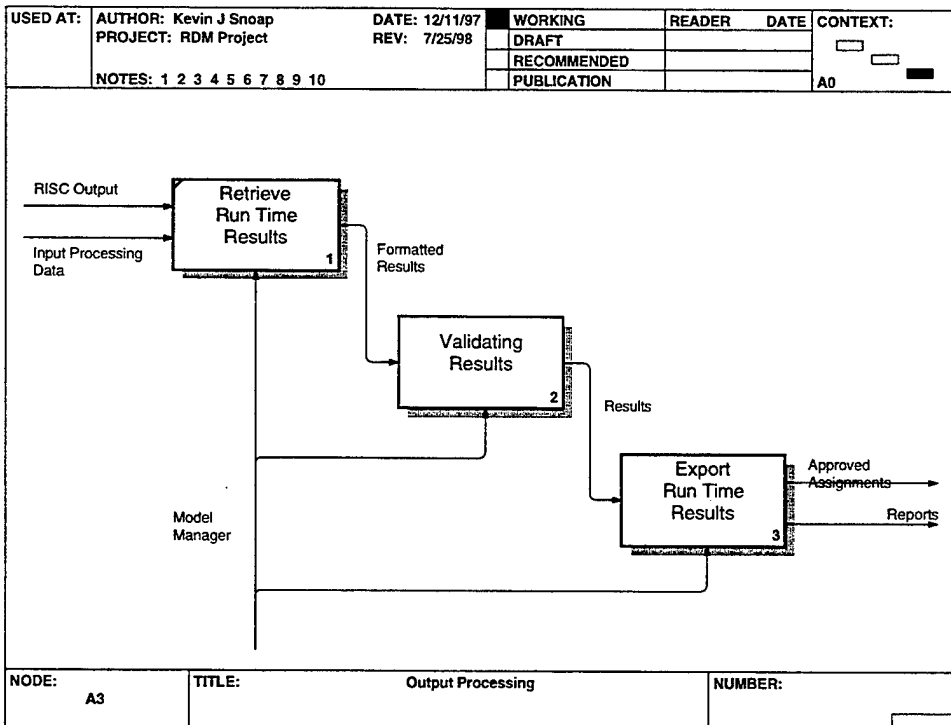 USED AT:
AUTHOR: Kevin J Snoap
DATE: 12/11/97
WORKING
READER
DATE
CONTEXT:
PROJECT: RDM Project
REV: 7/25/98
DRAFT
RECOMMENDED
NOTES: 1 2 3 4 5 6 7 8 9 10
PUBLICATION
A0
RISC Output
Input Processing
Data
Retrieve
Run Time
Results
1
Formatted
Results
Validating
Results
2
Results
Export
Run Time
Results
3
Approved
Assignments
Reports
Model
Manager
NODE:
A3
TITLE:
Output Processing
NUMBER: